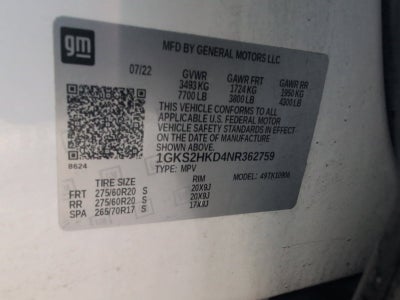 gm
MFD BY GENERAL MOTORS LLC
07/22 GVWR GAWR FRT GAWR RR
3493 KG 1724 KG 1950 KG
7700 LB 3800 LB 4300 LB
THIS VEHICLE CONFORMS TO ALL
APPLICABLE U.S. FEDERAL MOTOR
VEHICLE SAFETY STANDARDS IN EFFECT
ON THE DATE OF MANUFACTURE
SHOWN ABOVE.
8624 1GKS2HKD4NR362759
TYPE: MPV MODEL: 49TK10906
TIRE SIZE RIM
FRT 275/60R20 S 20X9J
RR 275/60R20 S 20X9J
SPA 265/70R17 S